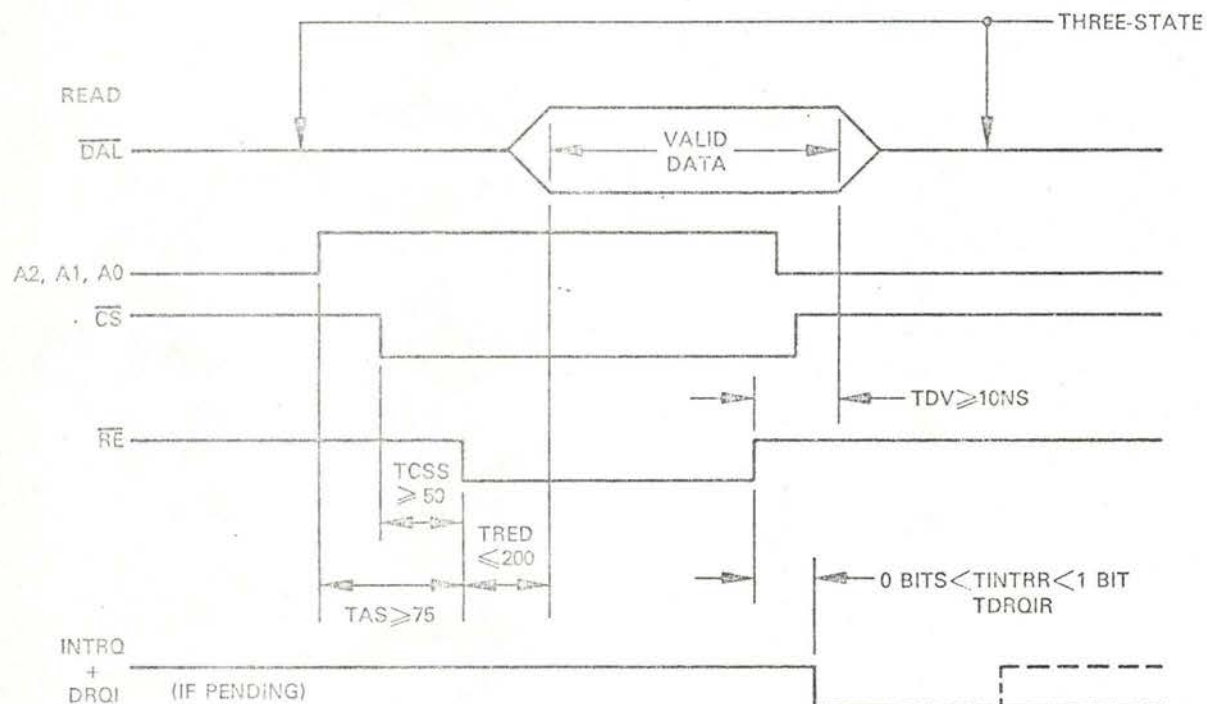 THREE-STATE
READ
DAL
VALID
DATA
A2, A1, A0
CS
TDV≥10NS
RE
TCSS
≥50
TRED
≤200
TAS≥75
0 BITS<TINTRR<1 BIT
TDRQIR
INTRQ
+
DRQI
(IF PENDING)